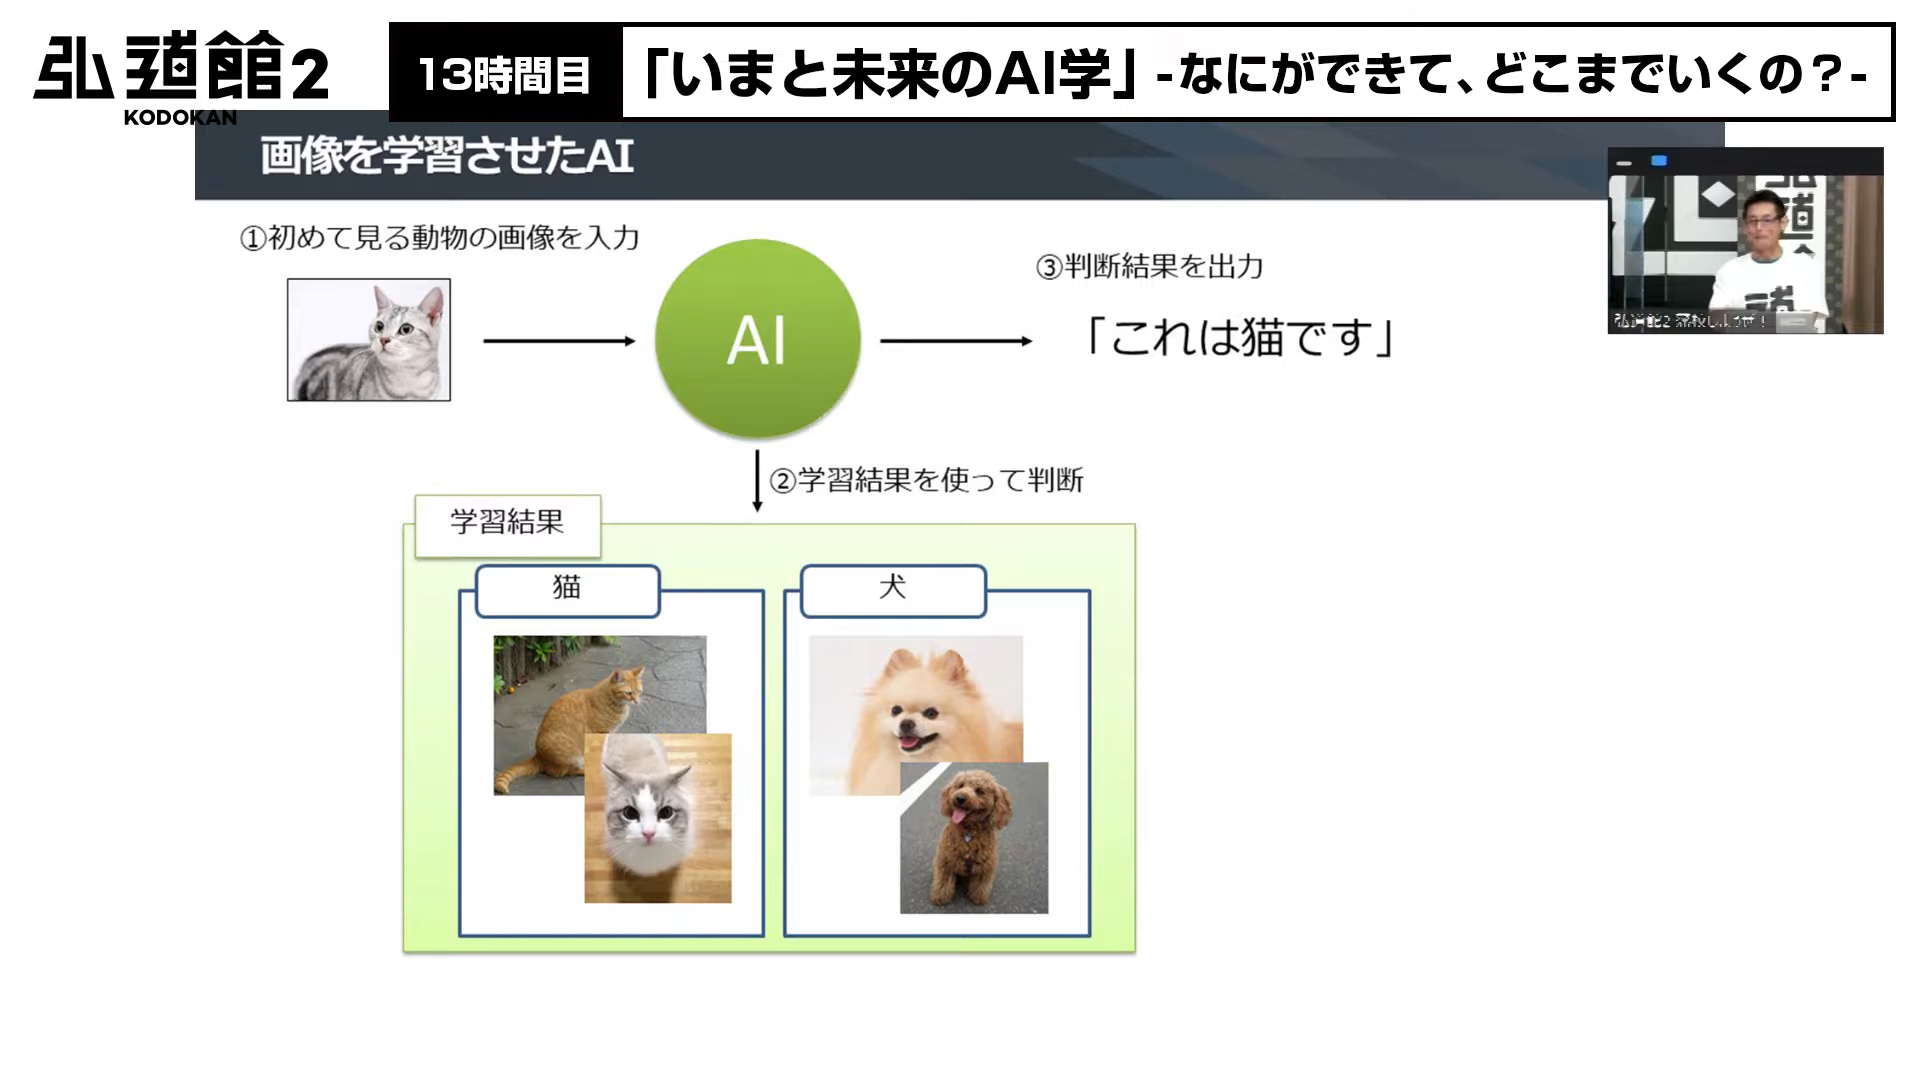 弘道館2
KODOKAN
13時間目
「いまと未来のAI学」-なにができて、どこまでいくの？-
画像を学習させたAI
①初めて見る動物の画像を入力
AI
③判断結果を出力
「これは猫です」
②学習結果を使って判断
学習結果
猫
犬